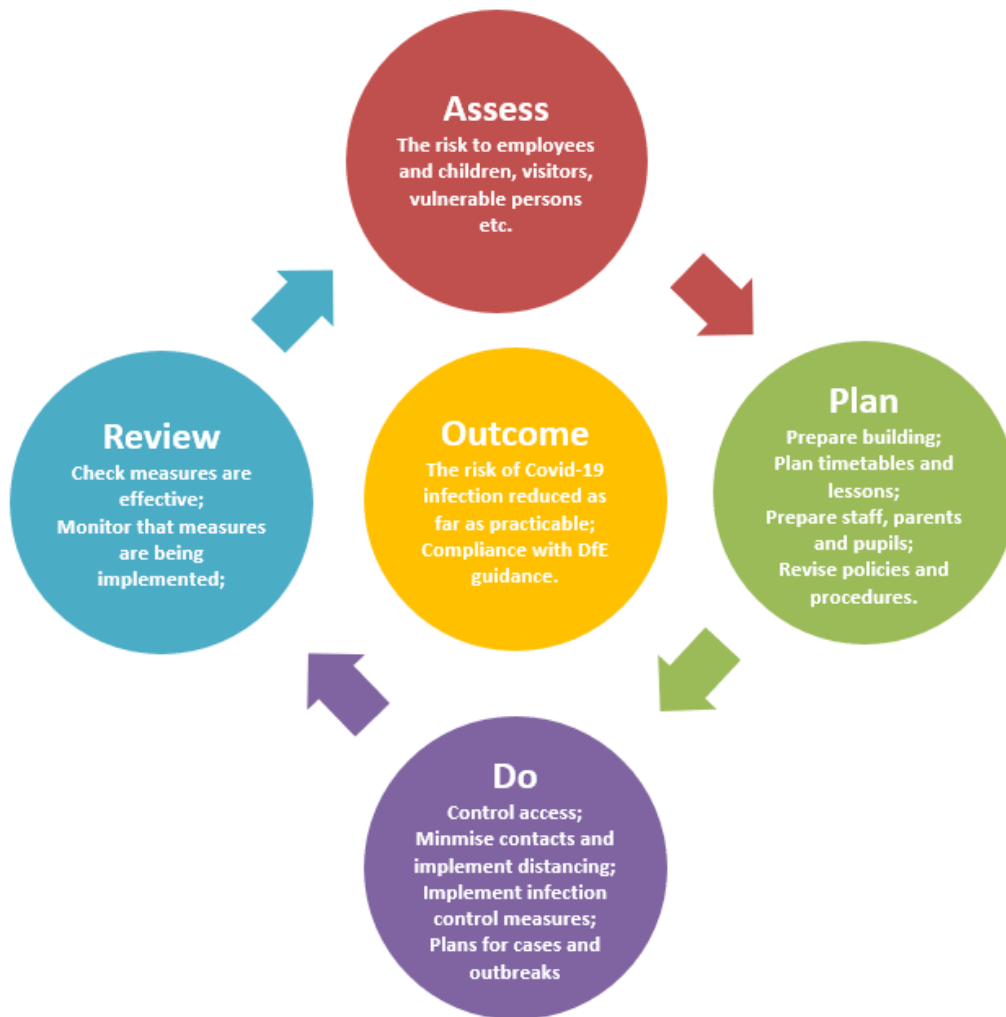 Assess
The risk to employees
and children, visitors,
vulnerable persons
etc.
Plan
Prepare building;
Plan timetables and
lessons;
Prepare staff, parents
and pupils;
Revise policies and
procedures.
Do
Control access;
Minmise contacts and
implement distancing;
Implement infection
control measures;
Plans for cases and
outbreaks
Review
Check measures are
effective;
Monitor that measures
are being
implemented;
Outcome
The risk of Covid-19
infection reduced as
far as practicable;
Compliance with DfE
guidance.